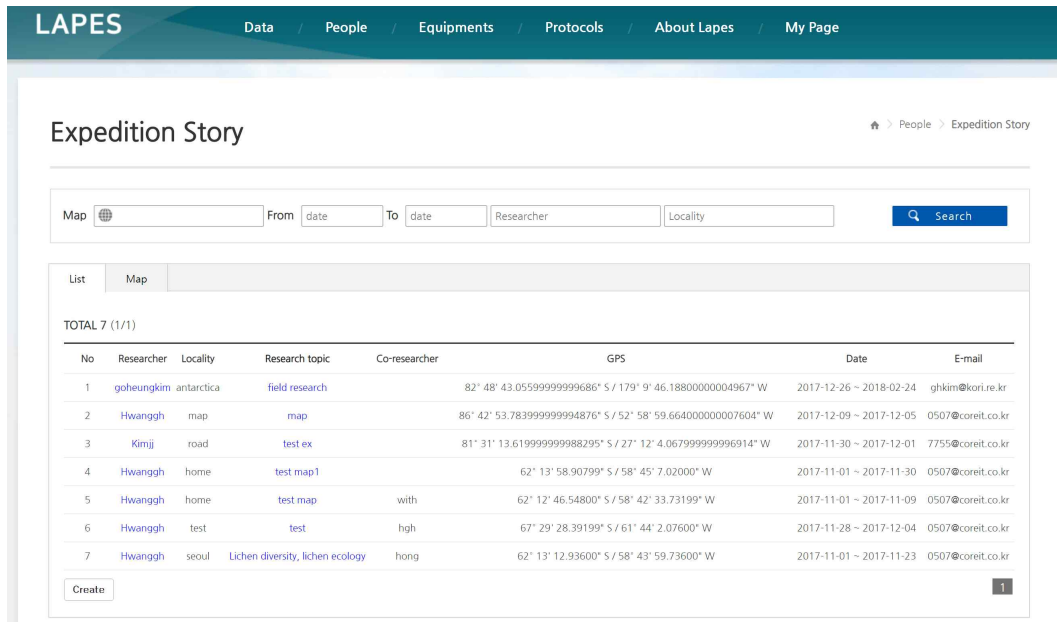 LAPES
Data / People / Equipments / Protocols / About Lapes / My Page
Expedition Story
People > Expedition Story
Map From date To date Researcher Locality Search
List Map
TOTAL 7 (1/1)
No Researcher Locality Research topic Co-researcher GPS Date E-mail
1 goheungkim antarctica field research 82° 48' 43.05599999999686" S / 179° 9' 46.18800000004967" W 2017-12-26 ~ 2018-02-24 ghkim@kori.re.kr
2 Hwanggh map map 86° 42' 53.783999999994876" S / 52° 58' 59.664000000007604" W 2017-12-09 ~ 2017-12-05 0507@coreit.co.kr
3 Kimjj road test ex 81° 31' 13.619999999988295" S / 27° 12' 4.067999999996914" W 2017-11-30 ~ 2017-12-01 7755@coreit.co.kr
4 Hwanggh home test map1 62° 13' 58.90799" S / 58° 45' 7.02000" W 2017-11-01 ~ 2017-11-30 0507@coreit.co.kr
5 Hwanggh home test map with 62° 12' 46.54800" S / 58° 42' 33.73199" W 2017-11-01 ~ 2017-11-09 0507@coreit.co.kr
6 Hwanggh test test hgh 67° 29' 28.39199" S / 61° 44' 2.07600" W 2017-11-28 ~ 2017-12-04 0507@coreit.co.kr
7 Hwanggh seoul Lichen diversity, lichen ecology hong 62° 13' 12.93600" S / 58° 43' 59.73600" W 2017-11-01 ~ 2017-11-23 0507@coreit.co.kr
Create 1